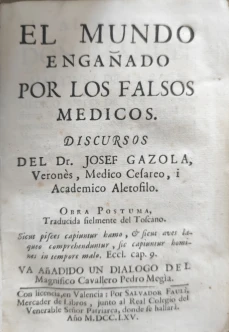 EL MUNDO
ENGAÑADO
POR LOS FALSOS
MEDICOS.
DISCURSOS
DEL Dr. JOSEF GAZOLA,
Veronès, Medico Cesareo, i
Academico Aletofilo.
OBRA POSTUMA,
Traducida fielmente del Toscano.
Sicut pisces capiuntur hamo, & sicut aves la-
queo comprehenduntur, sic capiuntur homi-
nes in tempore malo. Eccl. cap. 9.
VA AÑADIDO UN DIALOGO DEL
Magnifico Cavallero Pedro Megia.
Con licencia, en Valencia: Por SALVADOR FAULÍ,
Mercader de Libros, junto al Real Colegio del
Venerable Señor Patriarca, donde se hallarà.
Año M.DCC.LXV.